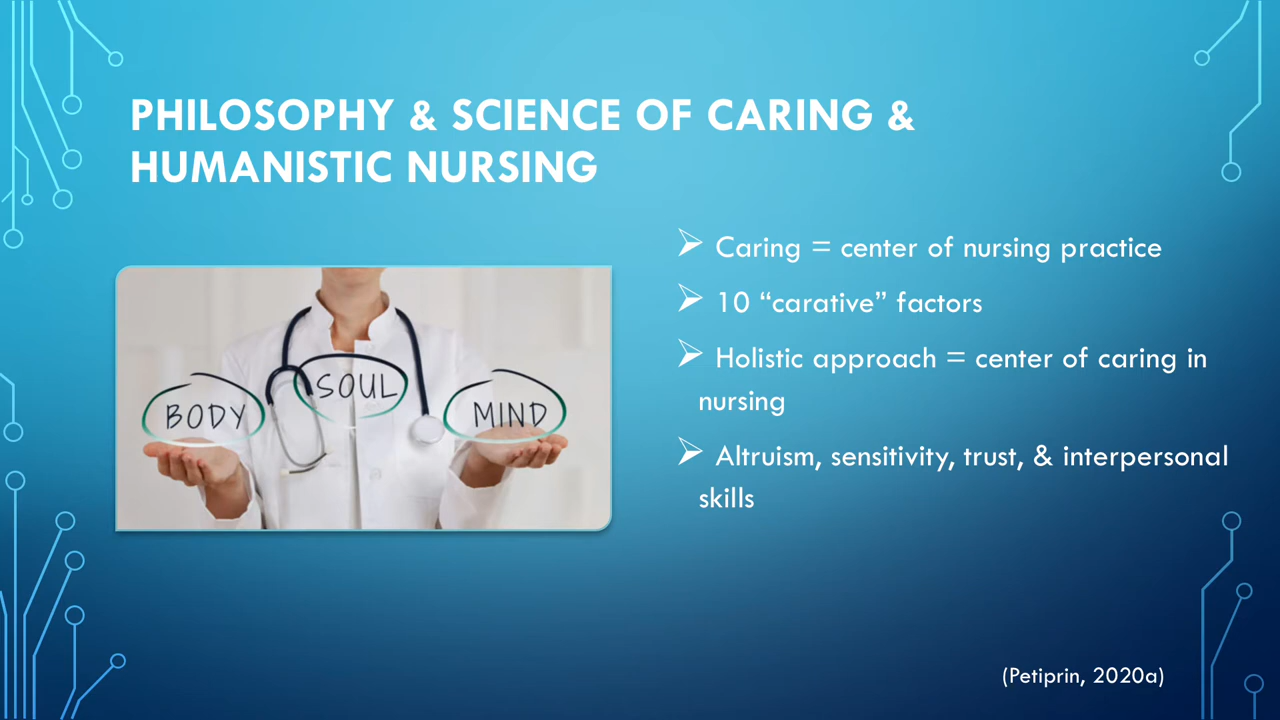 PHILOSOPHY & SCIENCE OF CARING &
HUMANISTIC NURSING
BODY
SOUL
MIND
➢ Caring = center of nursing practice
➢ 10 “carative” factors
➢ Holistic approach = center of caring in
nursing
➢ Altruism, sensitivity, trust, & interpersonal
skills
(Petiprin, 2020a)